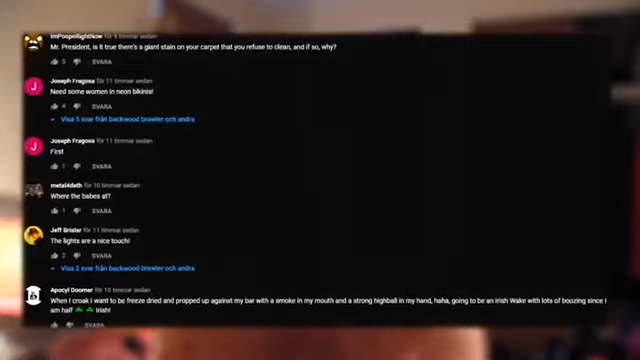 ImPoopnRightNow för 9 timmar sedan
Mr. President, is it true there's a giant stain on your carpet that you refuse to clean, and if so, why?
5 SVARA
Joseph Fragosa för 11 timmar sedan
Need some women in neon bikinis!
4 SVARA
Visa 5 svar från backwood brawler och andra
Joseph Fragosa för 11 timmar sedan
First
1 SVARA
metal4deth för 10 timmar sedan
Where the babes at?
1 SVARA
Jeff Brister för 11 timmar sedan
The lights are a nice touch!
2 SVARA
Visa 2 svar från backwood brawler och andra
Apocyl Doomer för 10 timmar sedan
When I croak I want to be freeze dried and propped up against my bar with a smoke in my mouth and a strong highball in my hand, haha, going to be an Irish Wake with lots of boozing since I
am half ☘️ ☘️ Irish!
SVARA